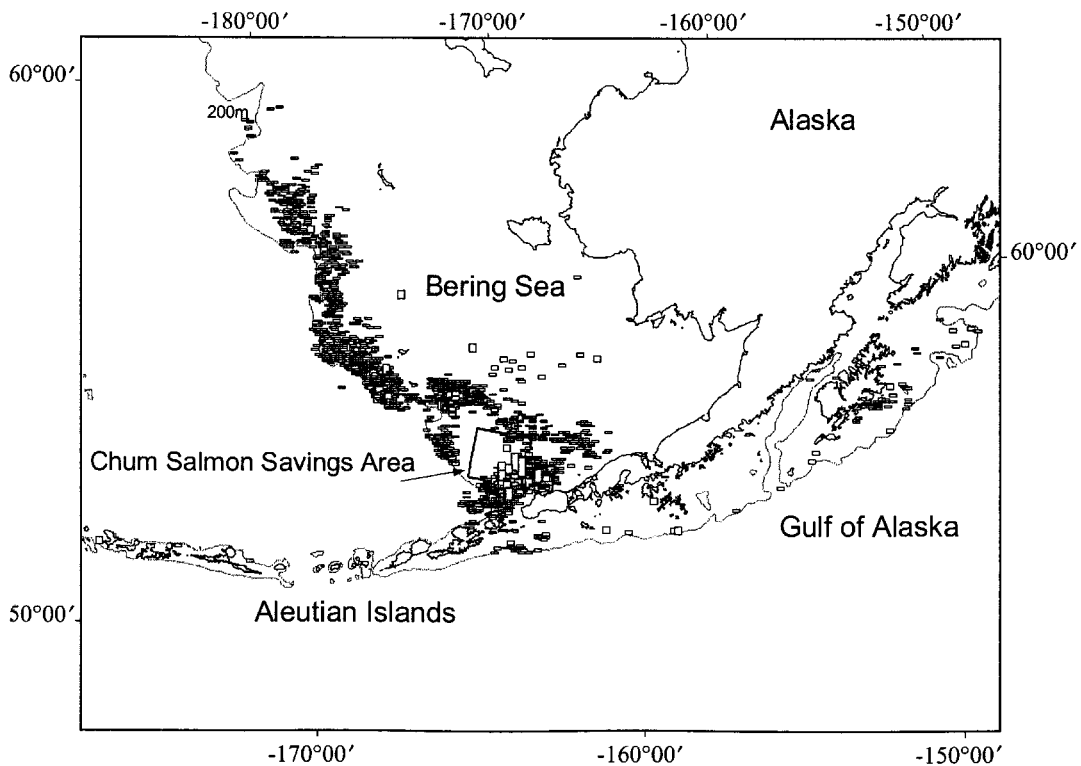 -180°00′ -170°00′ -160°00′ -150°00′
60°00′
200m
Alaska
60°00′
Bering Sea
Chum Salmon Savings Area
Gulf of Alaska
Aleutian Islands
50°00′
-170°00′ -160°00′ -150°00′